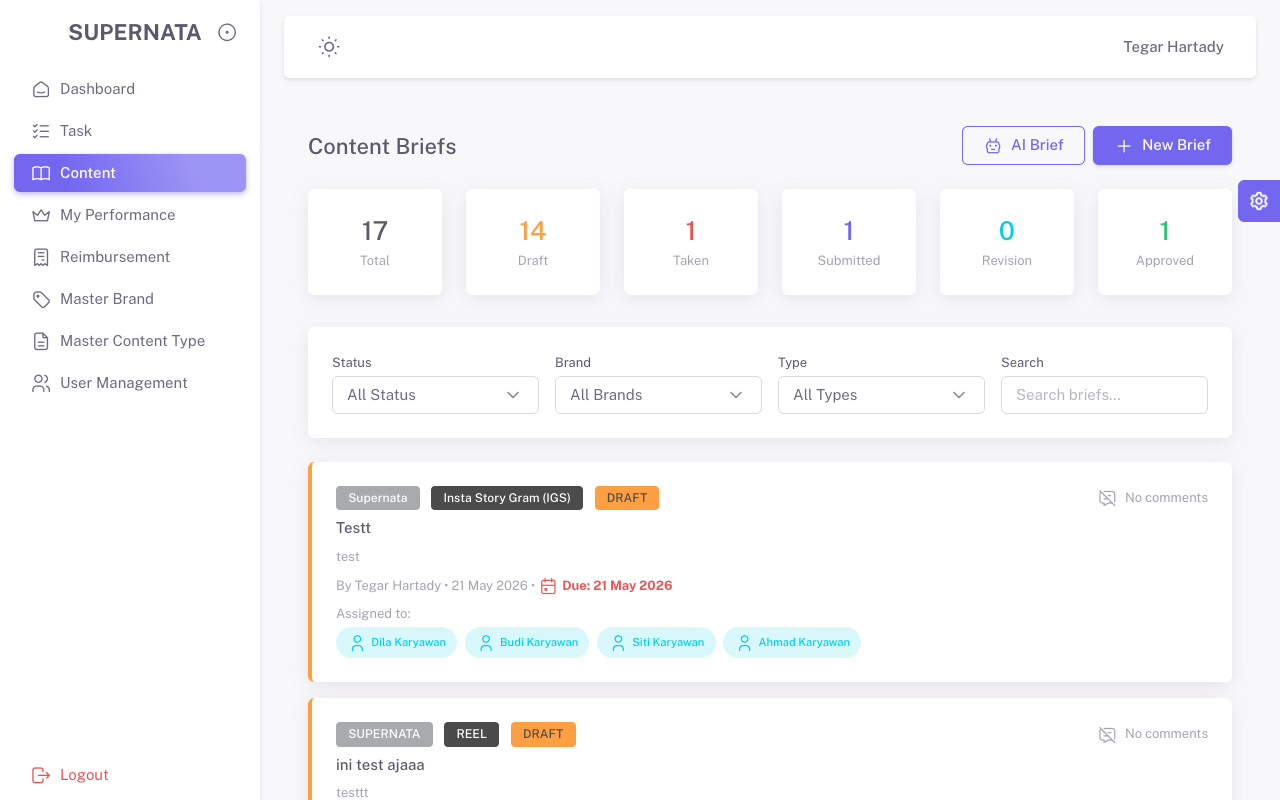 SUPERNATA
Dashboard
Task
Content
My Performance
Reimbursement
Master Brand
Master Content Type
User Management
Logout
Tegar Hartady
Content Briefs
AI Brief
New Brief
17
Total
14
Draft
1
Taken
1
Submitted
0
Revision
1
Approved
Status
All Status
Brand
All Brands
Type
All Types
Search
Search briefs...
Supernata Insta Story Gram (IGS) DRAFT
No comments
Testt
test
By Tegar Hartady • 21 May 2026 • Due: 21 May 2026
Assigned to:
Dila Karyawan Budi Karyawan Siti Karyawan Ahmad Karyawan
SUPERNATA REEL DRAFT
No comments
ini test ajaaa
testtt